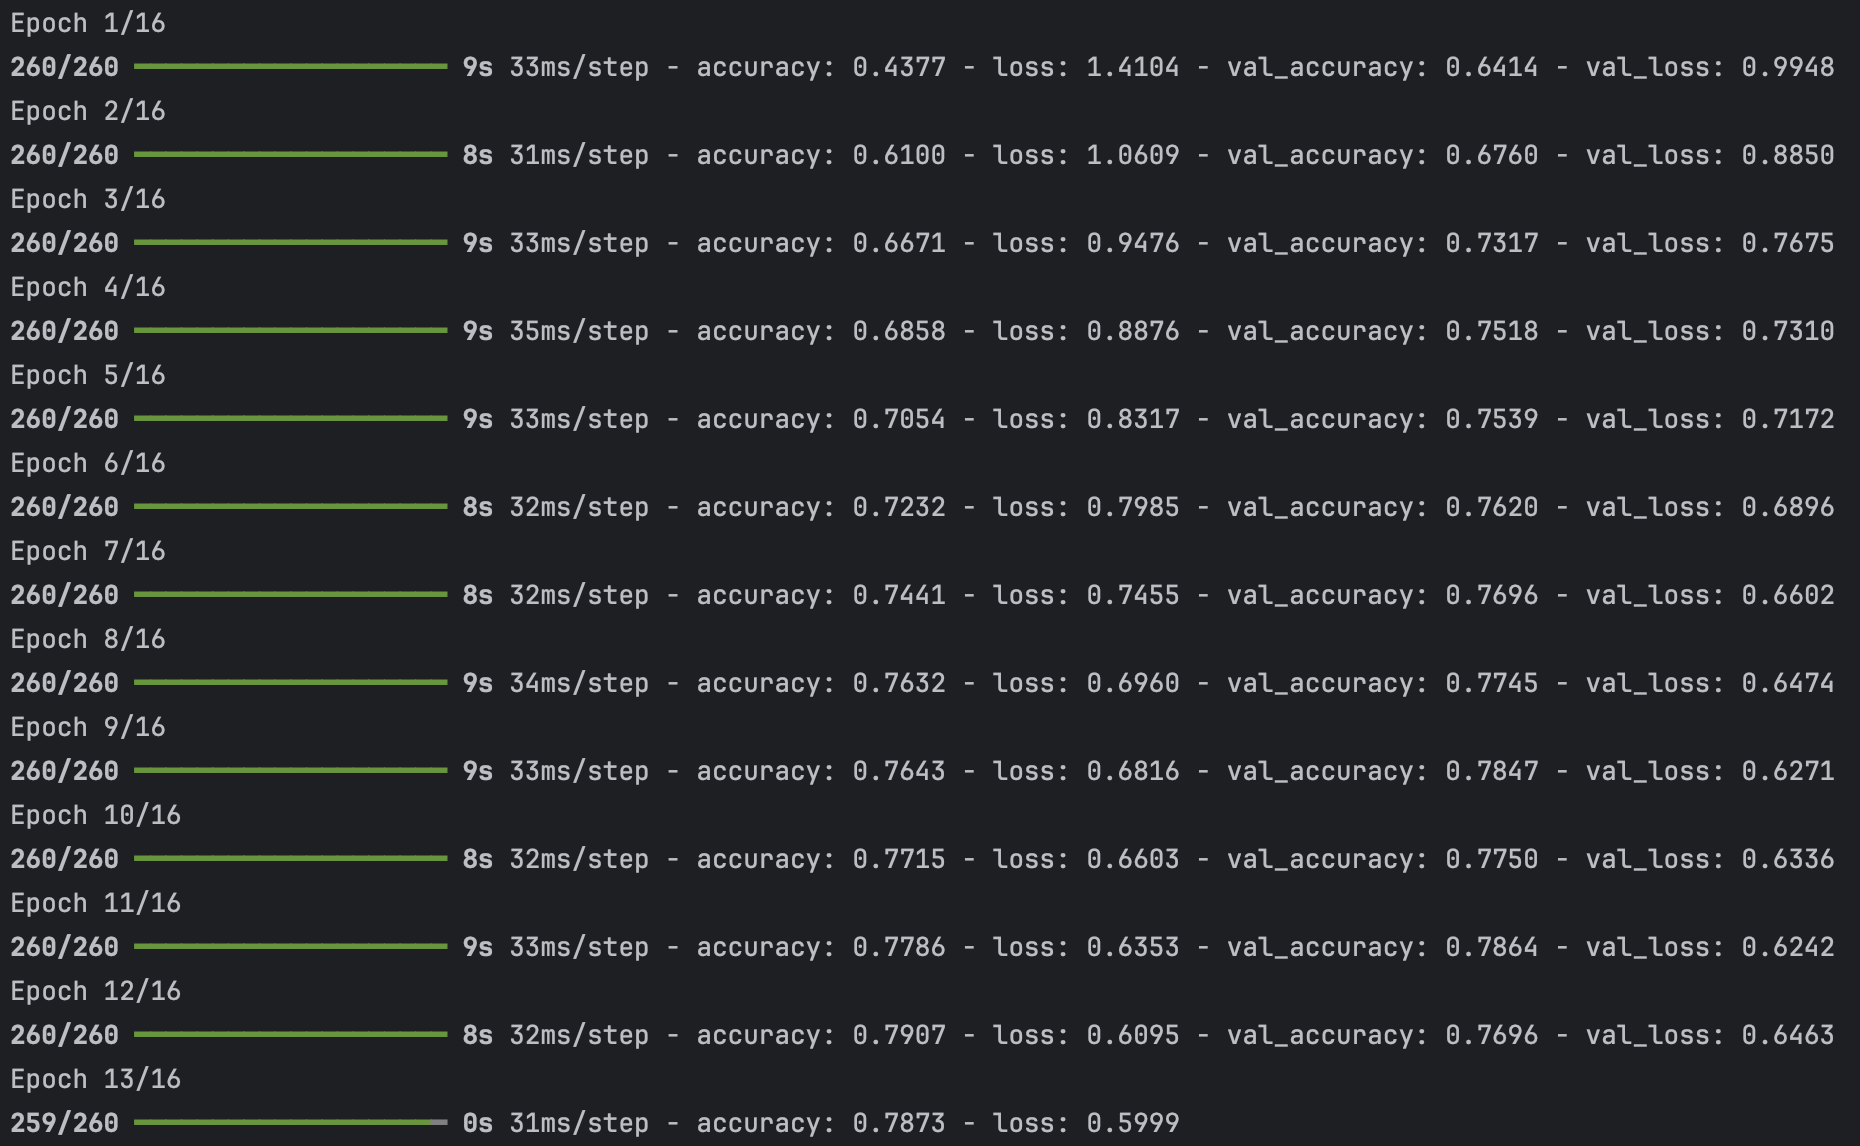 Epoch 1/16
260/260 ━━━━━━━━━━━━━━━━━━━━ 9s 33ms/step - accuracy: 0.4377 - loss: 1.4104 - val_accuracy: 0.6414 - val_loss: 0.9948
Epoch 2/16
260/260 ━━━━━━━━━━━━━━━━━━━━ 8s 31ms/step - accuracy: 0.6100 - loss: 1.0609 - val_accuracy: 0.6760 - val_loss: 0.8850
Epoch 3/16
260/260 ━━━━━━━━━━━━━━━━━━━━ 9s 33ms/step - accuracy: 0.6671 - loss: 0.9476 - val_accuracy: 0.7317 - val_loss: 0.7675
Epoch 4/16
260/260 ━━━━━━━━━━━━━━━━━━━━ 9s 35ms/step - accuracy: 0.6858 - loss: 0.8876 - val_accuracy: 0.7518 - val_loss: 0.7310
Epoch 5/16
260/260 ━━━━━━━━━━━━━━━━━━━━ 9s 33ms/step - accuracy: 0.7054 - loss: 0.8317 - val_accuracy: 0.7539 - val_loss: 0.7172
Epoch 6/16
260/260 ━━━━━━━━━━━━━━━━━━━━ 8s 32ms/step - accuracy: 0.7232 - loss: 0.7985 - val_accuracy: 0.7620 - val_loss: 0.6896
Epoch 7/16
260/260 ━━━━━━━━━━━━━━━━━━━━ 8s 32ms/step - accuracy: 0.7441 - loss: 0.7455 - val_accuracy: 0.7696 - val_loss: 0.6602
Epoch 8/16
260/260 ━━━━━━━━━━━━━━━━━━━━ 9s 34ms/step - accuracy: 0.7632 - loss: 0.6960 - val_accuracy: 0.7745 - val_loss: 0.6474
Epoch 9/16
260/260 ━━━━━━━━━━━━━━━━━━━━ 9s 33ms/step - accuracy: 0.7643 - loss: 0.6816 - val_accuracy: 0.7847 - val_loss: 0.6271
Epoch 10/16
260/260 ━━━━━━━━━━━━━━━━━━━━ 8s 32ms/step - accuracy: 0.7715 - loss: 0.6603 - val_accuracy: 0.7750 - val_loss: 0.6336
Epoch 11/16
260/260 ━━━━━━━━━━━━━━━━━━━━ 9s 33ms/step - accuracy: 0.7786 - loss: 0.6353 - val_accuracy: 0.7864 - val_loss: 0.6242
Epoch 12/16
260/260 ━━━━━━━━━━━━━━━━━━━━ 8s 32ms/step - accuracy: 0.7907 - loss: 0.6095 - val_accuracy: 0.7696 - val_loss: 0.6463
Epoch 13/16
259/260 ━━━━━━━━━━━━━━━━━━━━ 0s 31ms/step - accuracy: 0.7873 - loss: 0.5999